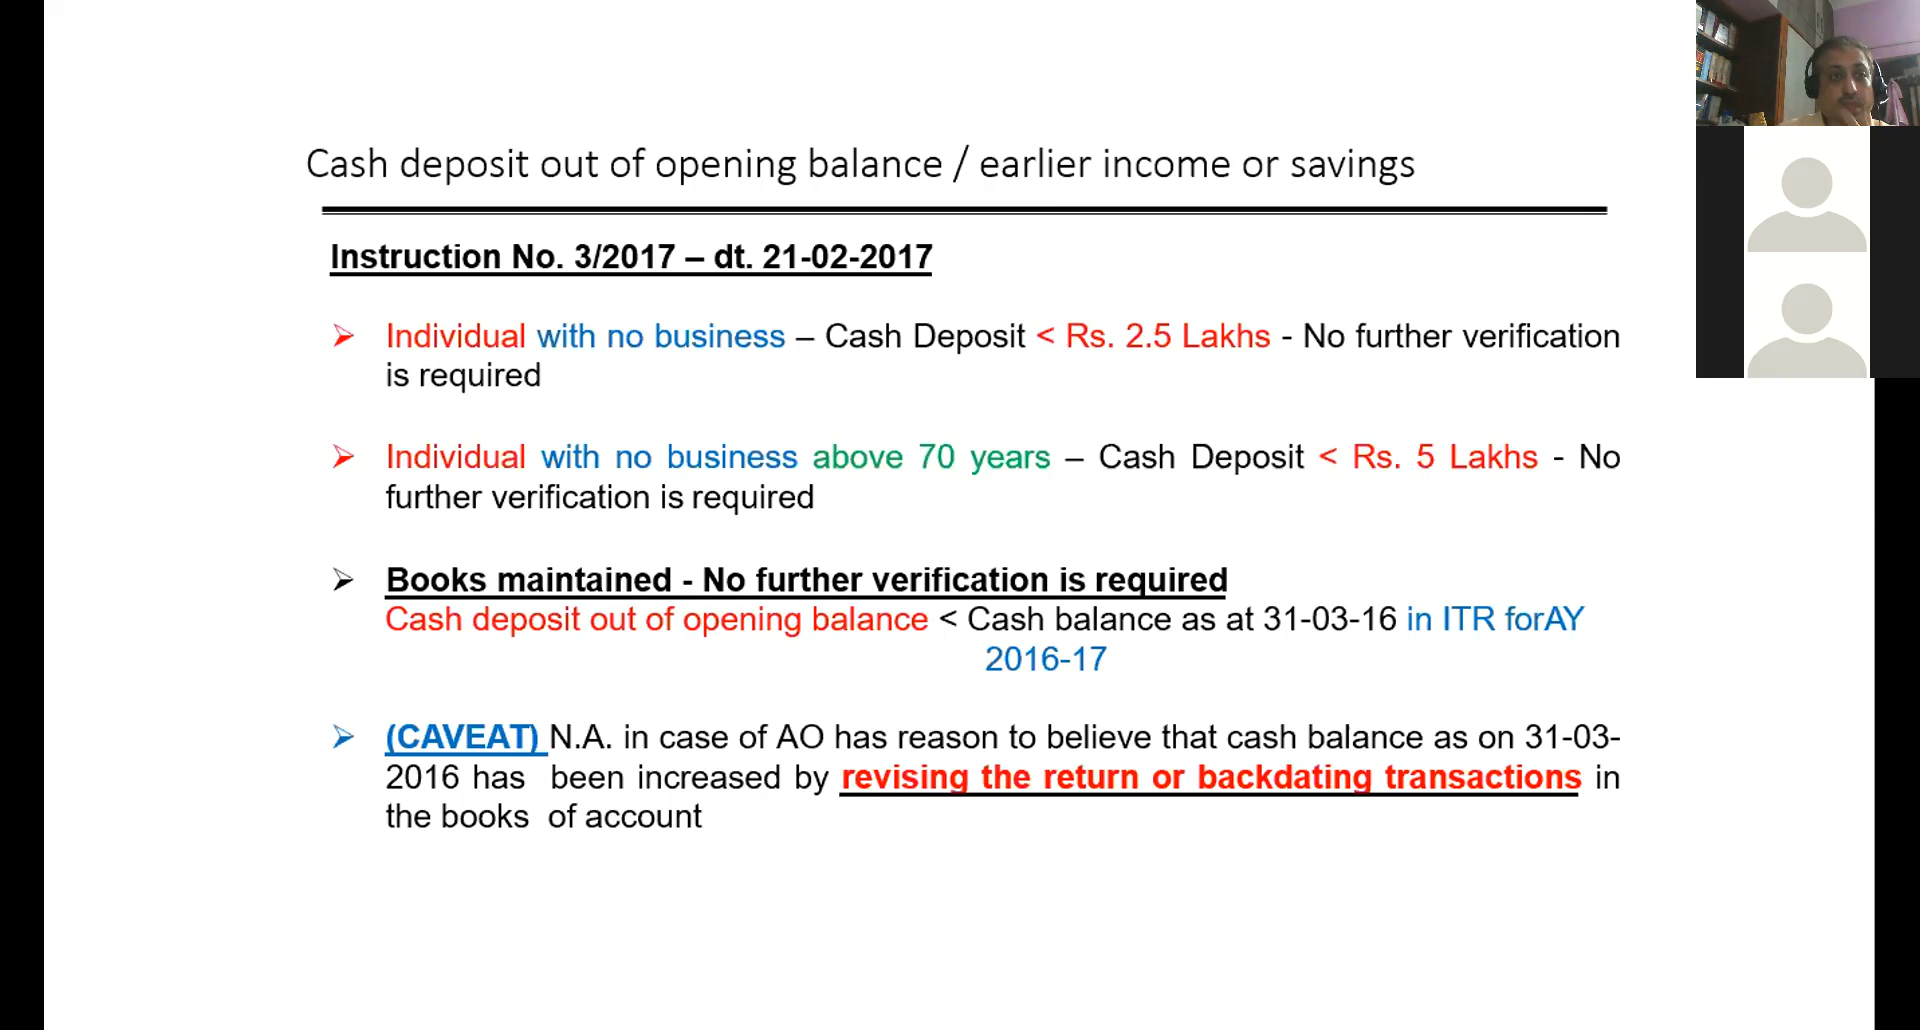 Cash deposit out of opening balance / earlier income or savings
Instruction No. 3/2017 – dt. 21-02-2017
Individual with no business – Cash Deposit < Rs. 2.5 Lakhs - No further verification
is required
Individual with no business above 70 years – Cash Deposit < Rs. 5 Lakhs - No
further verification is required
Books maintained - No further verification is required
Cash deposit out of opening balance < Cash balance as at 31-03-16 in ITR forAY
2016-17
(CAVEAT) N.A. in case of AO has reason to believe that cash balance as on 31-03-
2016 has been increased by revising the return or backdating transactions in
the books of account